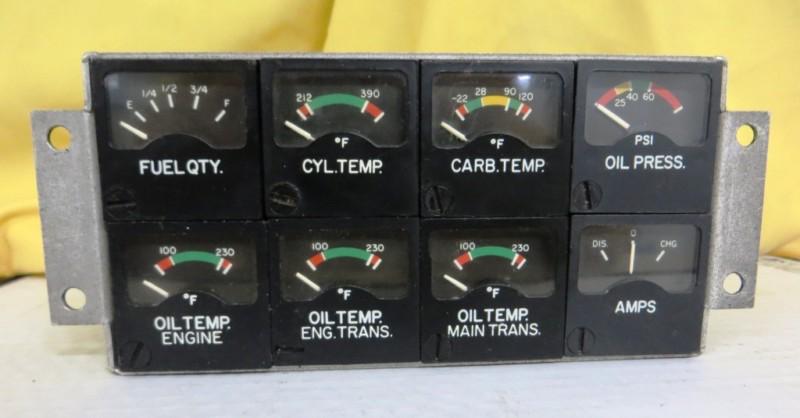 E 1/4 1/2 3/4 F
FUEL QTY.
212 390
°F
CYL.TEMP.
-22 28 90 120
°F
CARB.TEMP.
25 40 60
PSI
OIL PRESS.
100 230
°F
OIL TEMP.
ENGINE
100 230
°F
OIL TEMP.
ENG.TRANS.
100 230
°F
OIL TEMP.
MAIN TRANS.
DIS. 0 CHG
AMPS